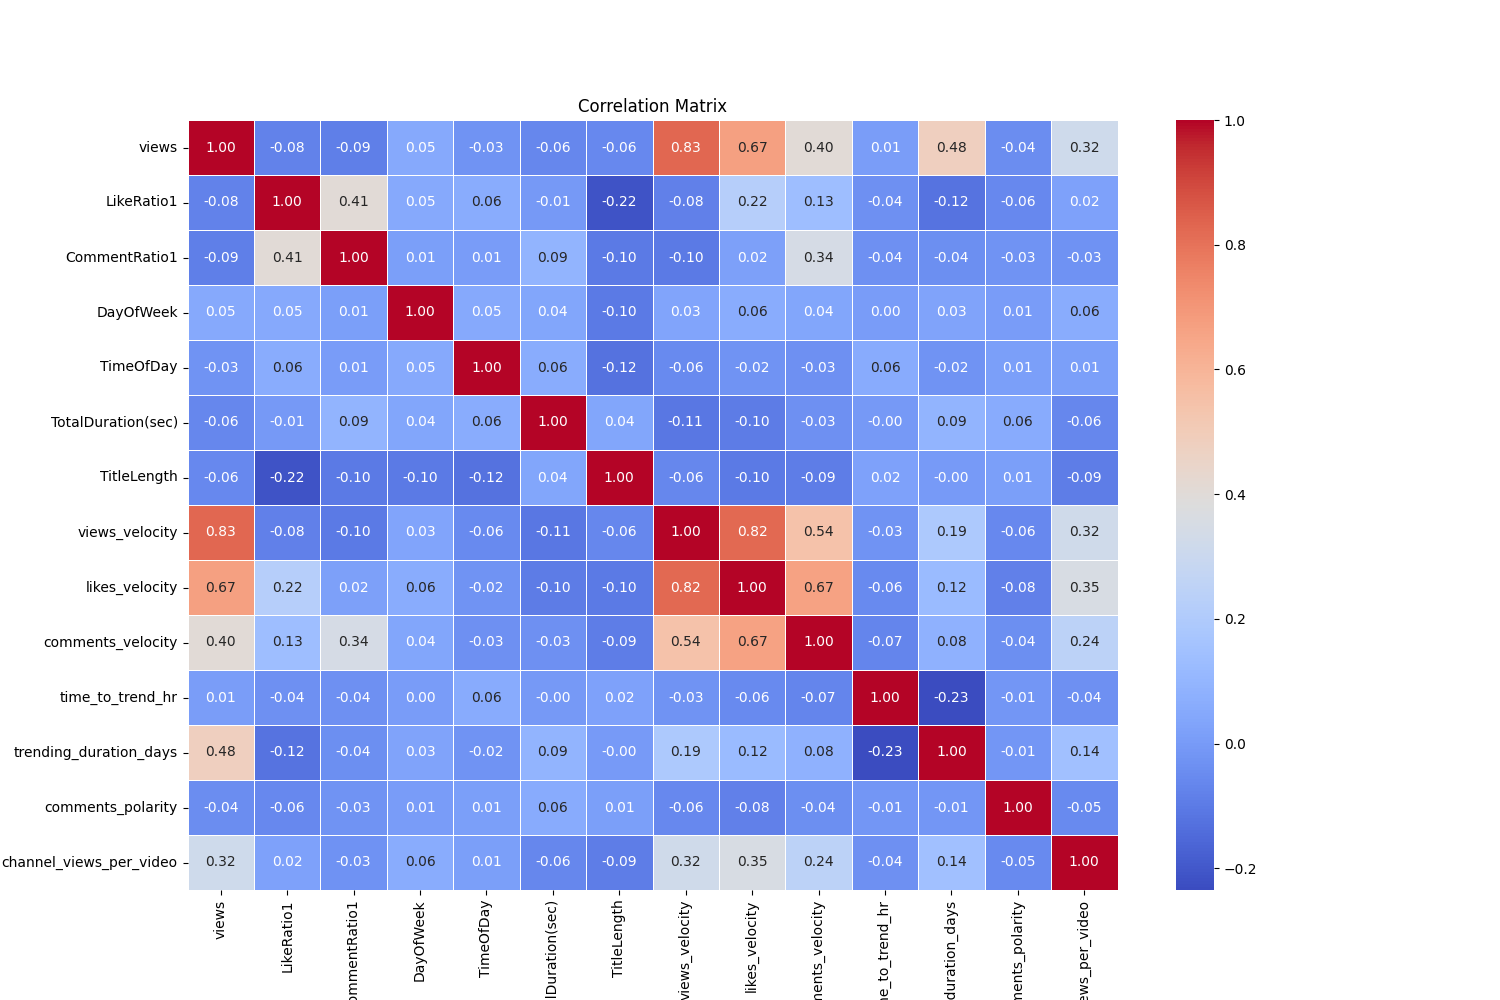 Correlation Matrix
views 1.00 -0.08 -0.09 0.05 -0.03 -0.06 -0.06 0.83 0.67 0.40 0.01 0.48 -0.04 0.32
LikeRatio1 -0.08 1.00 0.41 0.05 0.06 -0.01 -0.22 -0.08 0.22 0.13 -0.04 -0.12 -0.06 0.02
CommentRatio1 -0.09 0.41 1.00 0.01 0.01 0.09 -0.10 -0.10 0.02 0.34 -0.04 -0.04 -0.03 -0.03
DayOfWeek 0.05 0.05 0.01 1.00 0.05 0.04 -0.10 0.03 0.06 0.04 0.00 0.03 0.01 0.06
TimeOfDay -0.03 0.06 0.01 0.05 1.00 0.06 -0.12 -0.06 -0.02 -0.03 0.06 -0.02 0.01 0.01
TotalDuration(sec) -0.06 -0.01 0.09 0.04 0.06 1.00 0.04 -0.11 -0.10 -0.03 -0.00 0.09 0.06 -0.06
TitleLength -0.06 -0.22 -0.10 -0.10 -0.12 0.04 1.00 -0.06 -0.10 -0.09 0.02 -0.00 0.01 -0.09
views_velocity 0.83 -0.08 -0.10 0.03 -0.06 -0.11 -0.06 1.00 0.82 0.54 -0.03 0.19 -0.06 0.32
likes_velocity 0.67 0.22 0.02 0.06 -0.02 -0.10 -0.10 0.82 1.00 0.67 -0.06 0.12 -0.08 0.35
comments_velocity 0.40 0.13 0.34 0.04 -0.03 -0.03 -0.09 0.54 0.67 1.00 -0.07 0.08 -0.04 0.24
time_to_trend_hr 0.01 -0.04 -0.04 0.00 0.06 -0.00 0.02 -0.03 -0.06 -0.07 1.00 -0.23 -0.01 -0.04
trending_duration_days 0.48 -0.12 -0.04 0.03 -0.02 0.09 -0.00 0.19 0.12 0.08 -0.23 1.00 -0.01 0.14
comments_polarity -0.04 -0.06 -0.03 0.01 0.01 0.06 0.01 -0.06 -0.08 -0.04 -0.01 -0.01 1.00 -0.05
channel_views_per_video 0.32 0.02 -0.03 0.06 0.01 -0.06 -0.09 0.32 0.35 0.24 -0.04 0.14 -0.05 1.00
views
LikeRatio1
ommentRatio1
DayOfWeek
TimeOfDay
lDuration(sec)
TitleLength
views_velocity
likes_velocity
ments_velocity
ne_to_trend_hr
duration_days
ments_polarity
ews_per_video
1.0
0.8
0.6
0.4
0.2
0.0
−0.2